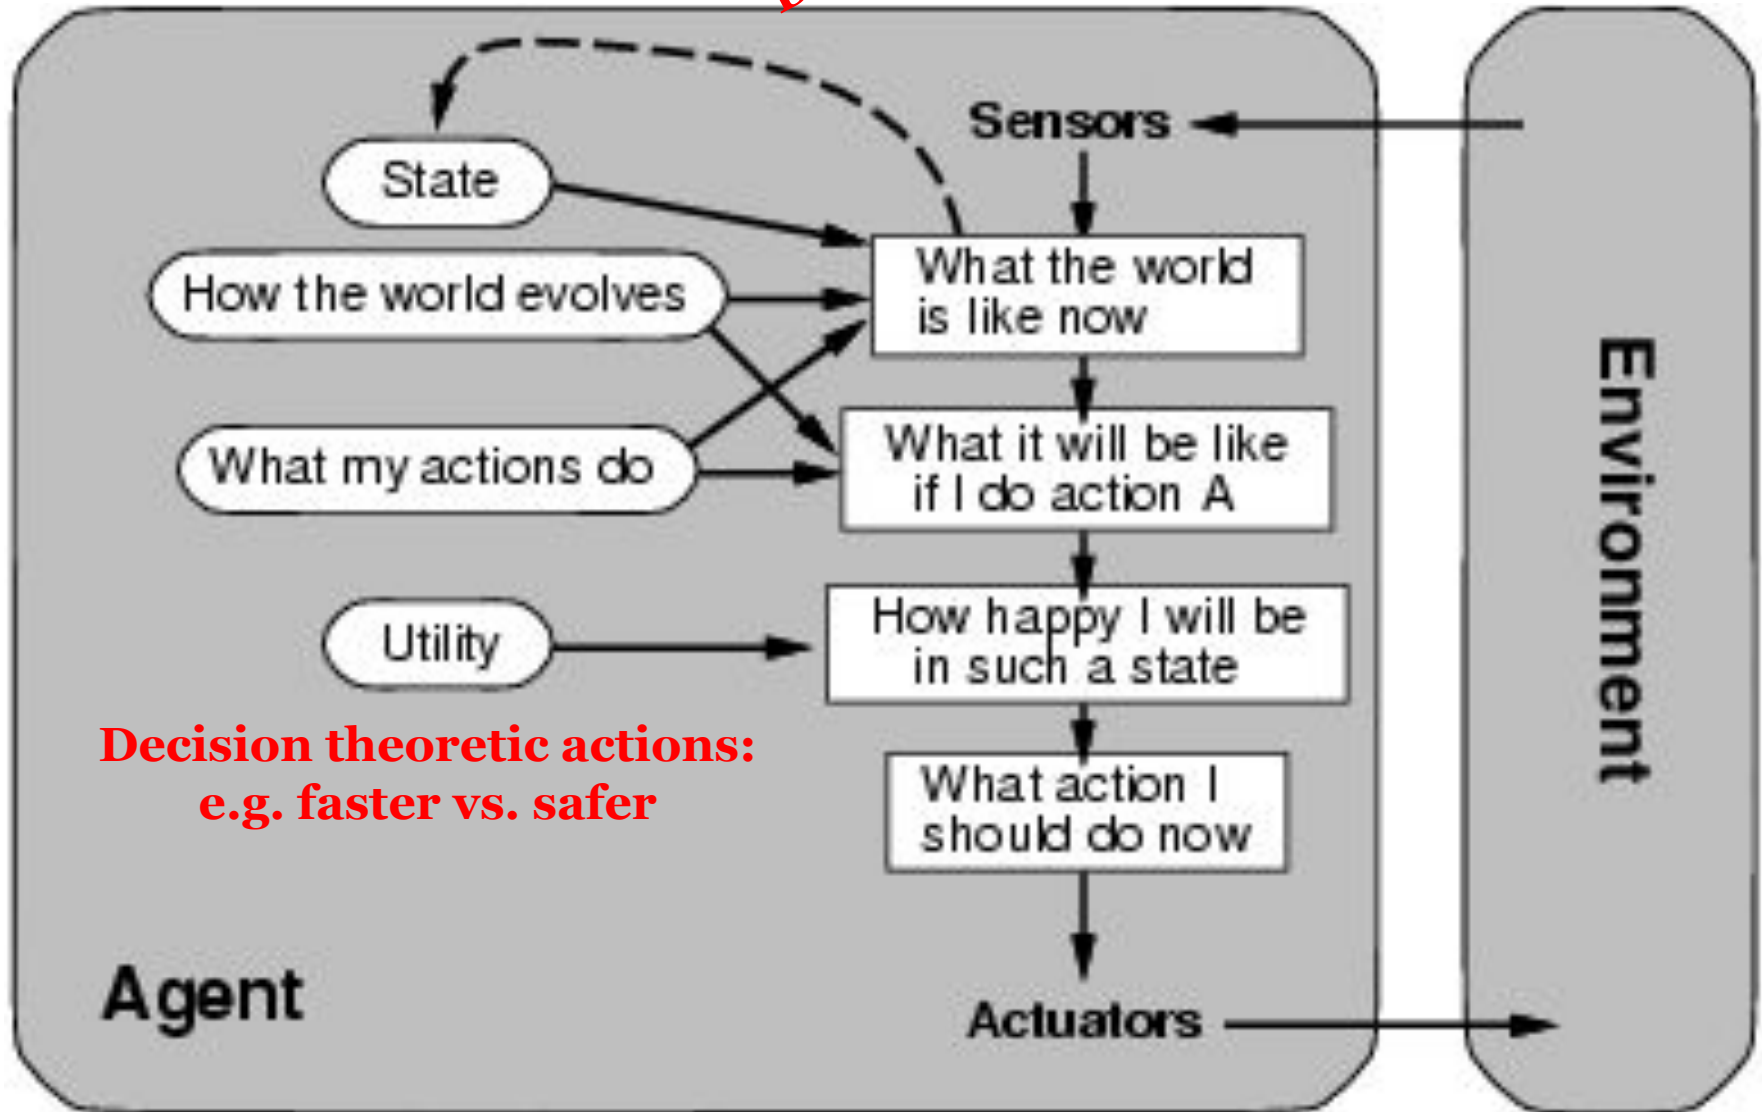 Sensors
State
What the world
is like now
How the world evolves
What my actions do
What it will be like
if I do action A
Utility
How happy I will be
in such a state
Decision theoretic actions:
e.g. faster vs. safer
What action I
should do now
Agent
Actuators
Environment